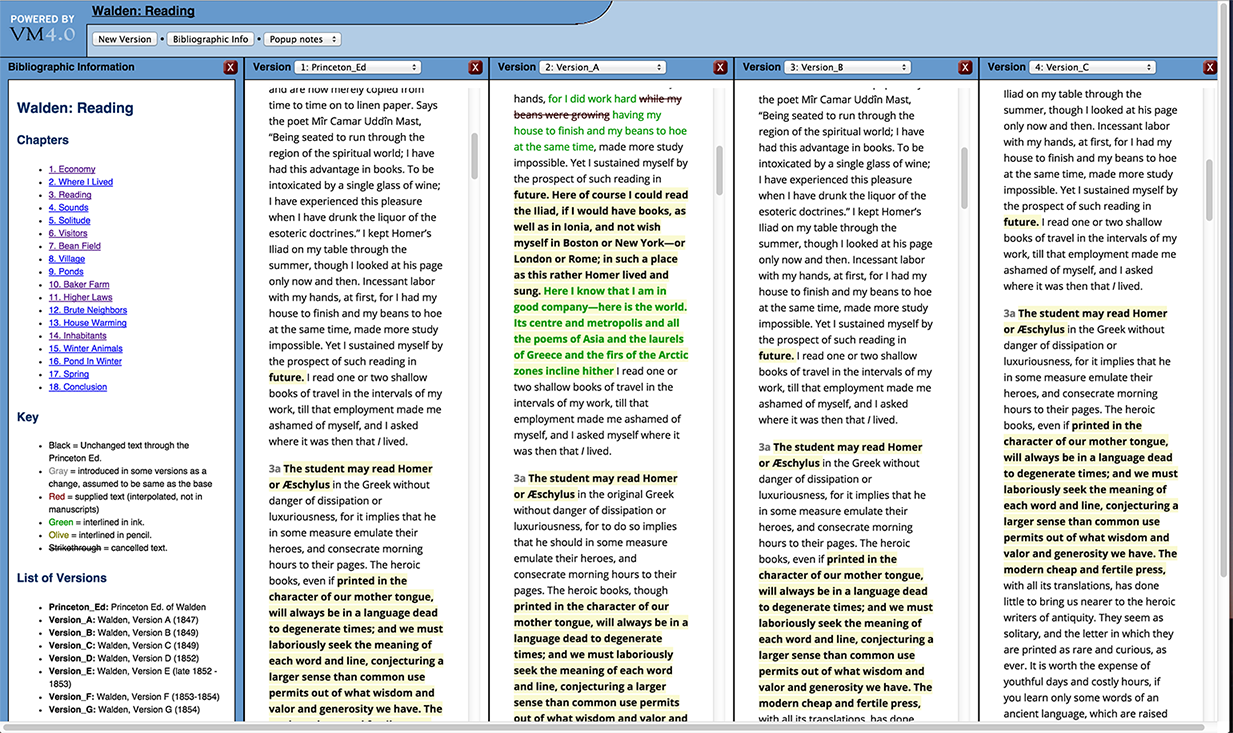 POWERED BY
VM4.0
Walden: Reading
New Version • Bibliographic Info • Popup notes
Bibliographic Information X
Walden: Reading
Chapters
1. Economy
2. Where I Lived
3. Reading
4. Sounds
5. Solitude
6. Visitors
7. Bean Field
8. Village
9. Ponds
10. Baker Farm
11. Higher Laws
12. Brute Neighbors
13. House Warming
14. Inhabitants
15. Winter Animals
16. Pond In Winter
17. Spring
18. Conclusion
Key
Black = Unchanged text through the
Princeton Ed.
Gray = introduced in some versions as a
change, assumed to be same as the base
Red = supplied text (interpolated, not in
manuscripts)
Green = interlined in ink.
Olive = interlined in pencil.
Strikethrough = cancelled text.
List of Versions
Princeton_Ed: Princeton Ed. of Walden
Version_A: Walden, Version A (1847)
Version_B: Walden, Version B (1849)
Version_C: Walden, Version C (1849)
Version_D: Walden, Version D (1852)
Version_E: Walden, Version E (late 1852 -
1853)
Version_F: Walden, Version F (1853-1854)
Version_G: Walden, Version G (1854)
Version 1: Princeton_Ed X
and are now merely copied from
time to time on to linen paper. Says
the poet Mîr Camar Uddîn Mast,
“Being seated to run through the
region of the spiritual world; I have
had this advantage in books. To be
intoxicated by a single glass of wine;
I have experienced this pleasure
when I have drunk the liquor of the
esoteric doctrines.” I kept Homer’s
Iliad on my table through the
summer, though I looked at his page
only now and then. Incessant labor
with my hands, at first, for I had my
house to finish and my beans to hoe
at the same time, made more study
impossible. Yet I sustained myself by
the prospect of such reading in
future. I read one or two shallow
books of travel in the intervals of my
work, till that employment made me
ashamed of myself, and I asked
where it was then that I lived.
3a The student may read Homer
or Æschylus in the Greek without
danger of dissipation or
luxuriousness, for it implies that he
in some measure emulate their
heroes, and consecrate morning
hours to their pages. The heroic
books, even if printed in the
character of our mother tongue,
will always be in a language dead
to degenerate times; and we must
laboriously seek the meaning of
each word and line, conjecturing a
larger sense than common use
permits out of what wisdom and
valor and generosity we have. The
modern cheap and fertile press,
Version 2: Version_A X
hands, for I did work hard while my
beans were growing having my
house to finish and my beans to hoe
at the same time, made more study
impossible. Yet I sustained myself by
the prospect of such reading in
future. Here of course I could read
the Iliad, if I would have books, as
well as in Ionia, and not wish
myself in Boston or New York—or
London or Rome; in such a place
as this rather Homer lived and
sung. Here I know that I am in
good company—here is the world.
Its centre and metropolis and all
the poems of Asia and the laurels
of Greece and the firs of the Arctic
zones incline hither I read one or
two shallow books of travel in the
intervals of my work, till that
employment made me ashamed of
myself, and I asked myself where it
was then that I lived.
3a The student may read Homer
or Æschylus in the original Greek
without danger of dissipation or
luxuriousness, for to do so implies
that he should in some measure
emulate their heroes, and
consecrate morning hours to their
pages. The heroic books, though
printed in the character of our
mother tongue, will always be in a
language dead to degenerate
times; and we must laboriously
seek the meaning of each word
and line, conjecturing a larger
sense than common use permits
out of what wisdom and valor and
Version 3: Version_B X
the poet Mîr Camar Uddîn Mast,
“Being seated to run through the
region of the spiritual world; I have
had this advantage in books. To be
intoxicated by a single glass of wine;
I have experienced this pleasure
when I have drunk the liquor of the
esoteric doctrines.” I kept Homer’s
Iliad on my table through the
summer, though I looked at his page
only now and then. Incessant labor
with my hands, at first, for I had my
house to finish and my beans to hoe
at the same time, made more study
impossible. Yet I sustained myself by
the prospect of such reading in
future. I read one or two shallow
books of travel in the intervals of my
work, till that employment made me
ashamed of myself, and I asked
where it was then that I lived.
3a The student may read Homer
or Æschylus in the Greek without
danger of dissipation or
luxuriousness, for it implies that he
in some measure emulate their
heroes, and consecrate morning
hours to their pages. The heroic
books, even if printed in the
character of our mother tongue,
will always be in a language dead
to degenerate times; and we must
laboriously seek the meaning of
each word and line, conjecturing a
larger sense than common use
permits out of what wisdom and
valor and generosity we have. The
modern cheap and fertile press,
with all its translations, has done
Version 4: Version_C X
Iliad on my table through the
summer, though I looked at his page
only now and then. Incessant labor
with my hands, at first, for I had my
house to finish and my beans to hoe
at the same time, made more study
impossible. Yet I sustained myself by
the prospect of such reading in
future. I read one or two shallow
books of travel in the intervals of my
work, till that employment made me
ashamed of myself, and I asked
where it was then that I lived.
3a The student may read Homer
or Æschylus in the Greek without
danger of dissipation or
luxuriousness, for it implies that he
in some measure emulate their
heroes, and consecrate morning
hours to their pages. The heroic
books, even if printed in the
character of our mother tongue,
will always be in a language dead
to degenerate times; and we must
laboriously seek the meaning of
each word and line, conjecturing a
larger sense than common use
permits out of what wisdom and
valor and generosity we have. The
modern cheap and fertile press,
with all its translations, has done
little to bring us nearer to the heroic
writers of antiquity. They seem as
solitary, and the letter in which they
are printed as rare and curious, as
ever. It is worth the expense of
youthful days and costly hours, if
you learn only some words of an
ancient language, which are raised